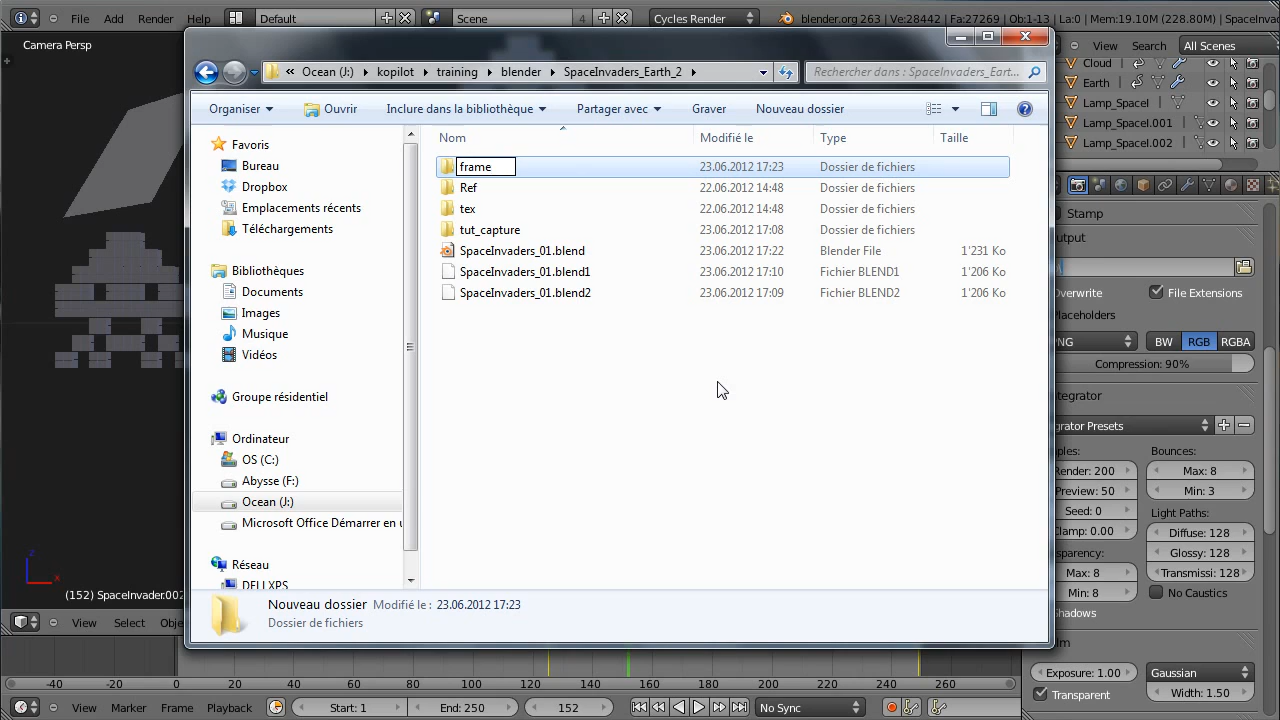 File Add Render Help Default Scene 4 Cycles Render blender.org 263 | Ve:28442 | Fa:27269 | Ob:1-13 | La:0 | Mem:19.10M (228.80M) | SpaceInv
Camera Persp
View Search All Scenes
Ocean (J:) kopilot training blender SpaceInvaders_Earth_2 Rechercher dans : SpaceInvaders_Eart...
Organiser Ouvrir Inclure dans la bibliothèque Partager avec Graver Nouveau dossier
Nom Modifié le Type Taille
Favoris
Bureau
Dropbox
Emplacements récents
Téléchargements
Bibliothèques
Documents
Images
Musique
Vidéos
Groupe résidentiel
Ordinateur
OS (C:)
Abysse (F:)
Ocean (J:)
Microsoft Office Démarrer en
Réseau
DELLXPS
frame 23.06.2012 17:23 Dossier de fichiers
Ref 22.06.2012 14:48 Dossier de fichiers
tex 22.06.2012 14:48 Dossier de fichiers
tut_capture 23.06.2012 17:08 Dossier de fichiers
SpaceInvaders_01.blend 23.06.2012 17:22 Blender File 1'231 Ko
SpaceInvaders_01.blend1 23.06.2012 17:10 Fichier BLEND1 1'206 Ko
SpaceInvaders_01.blend2 23.06.2012 17:09 Fichier BLEND2 1'206 Ko
Nouveau dossier Modifié le : 23.06.2012 17:23
Dossier de fichiers
Cloud
Earth
Lamp_SpaceI
Lamp_SpaceI.001
Lamp_SpaceI.002
Stamp
utput
Overwrite File Extensions
Placeholders
PNG BW RGB RGBA
Compression: 90%
tegrator
grator Presets
ples: Bounces:
Render: 200 Max: 8
Preview: 50 Min: 3
Seed: 0 Light Paths:
Clamp: 0.00 Diffuse: 128
sparency: Glossy: 128
Max: 8 Transmissi: 128
Min: 8 No Caustics
Shadows
lm
Exposure: 1.00 Gaussian
Transparent Width: 1.50
z
x
(152) SpaceInvader.002
View Select Obje
-40 -20 0 20 40 60 80 100 120 140 160 180 200 220 240 260
View Marker Frame Playback Start: 1 End: 250 152 No Sync